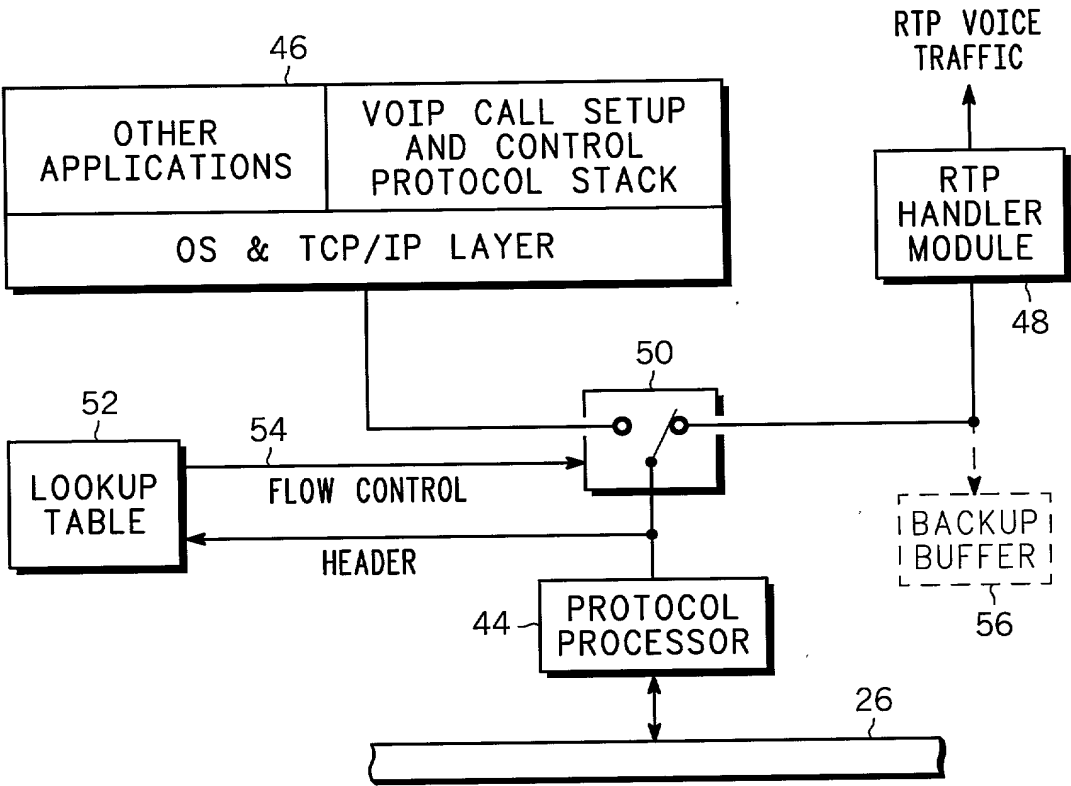 RTP VOICE
TRAFFIC
46
OTHER
APPLICATIONS
VOIP CALL SETUP
AND CONTROL
PROTOCOL STACK
OS & TCP/IP LAYER
RTP
HANDLER
MODULE
48
50
52
54
LOOKUP
TABLE
FLOW CONTROL
HEADER
BACKUP
BUFFER
56
44
PROTOCOL
PROCESSOR
26